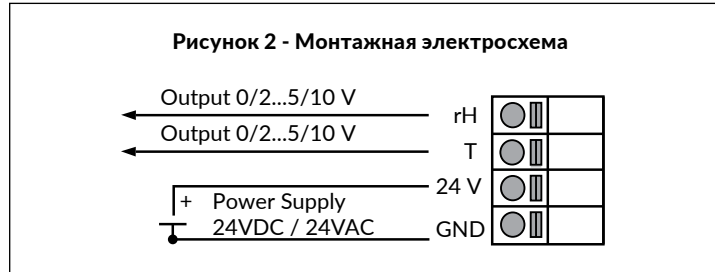 Рисунок 2 - Монтажная электросхема
Output 0/2...5/10 V
rH
Output 0/2...5/10 V
T
24 V
+ Power Supply
24VDC / 24VAC
GND